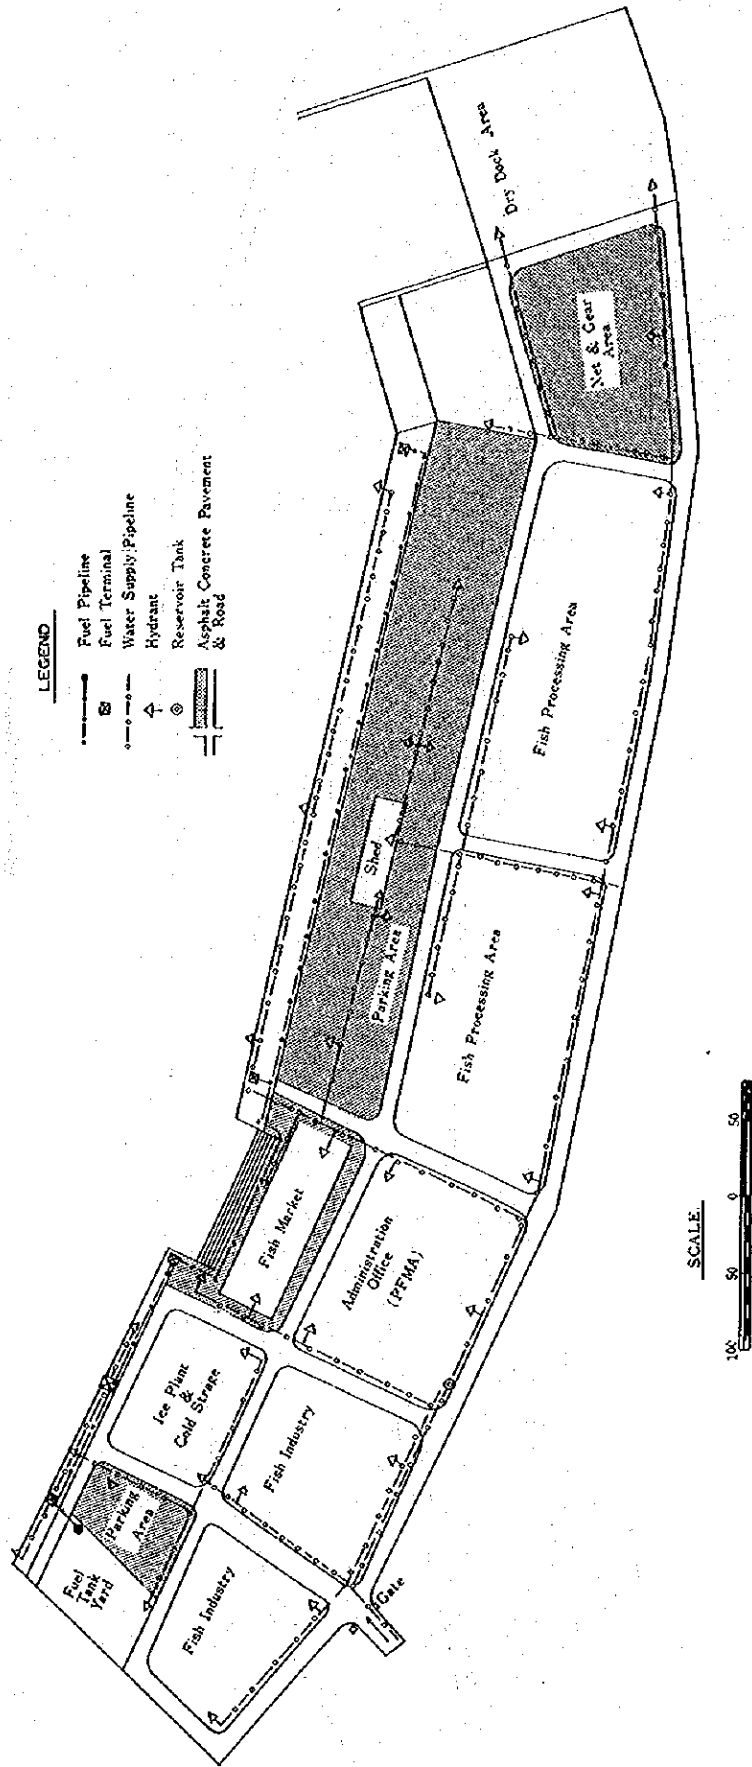 LEGEND
Fuel Pipeline
Fuel Terminal
Water Supply Pipeline
Hydrant
Reservoir Tank
Asphalt Concrete Pavement
& Road
Dry Dock Area
Net & Gear
Area
Fish Processing Area
Shed
Parking Area
Fish Processing Area
Fish Market
Administration
Office
(PFMA)
Ice Plant
&
Cold Strage
Fish Industry
Parking
Area
Fuel
Tank
Yard
Fish Industry
Gate
SCALE
100 50 0 50